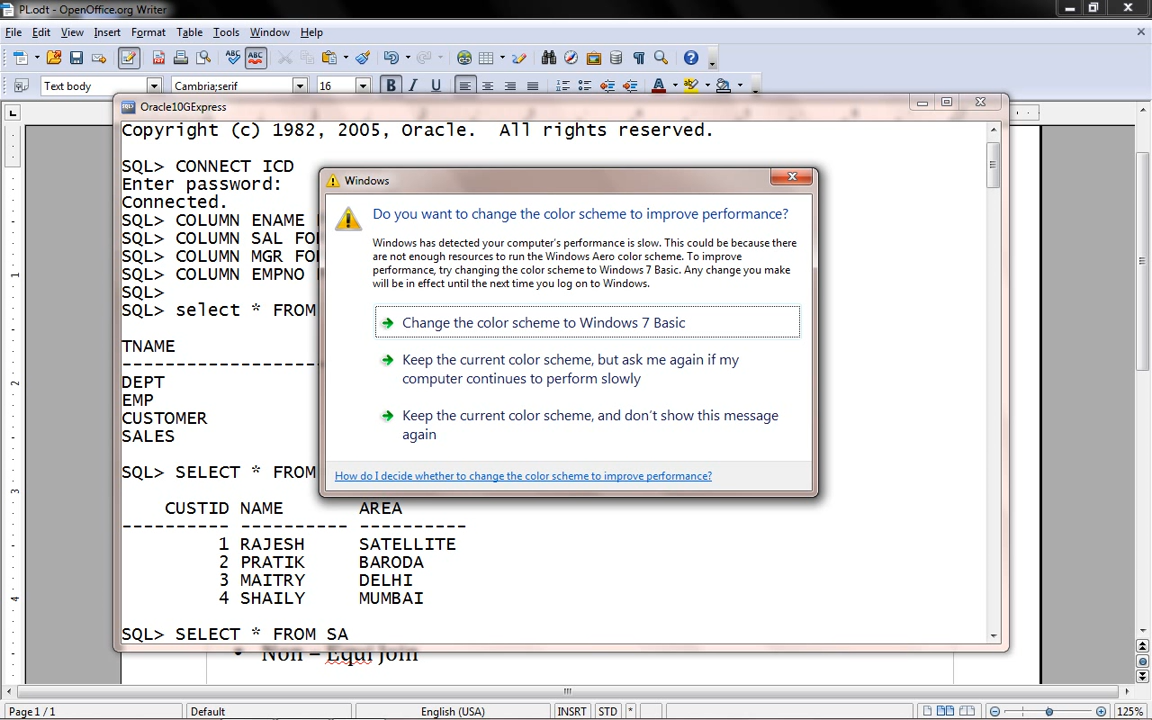 PL.odt - OpenOffice.org Writer
File Edit View Insert Format Table Tools Window Help
Text body Cambria;serif 16
Oracle10GExpress
Copyright (c) 1982, 2005, Oracle. All rights reserved.
SQL> CONNECT ICD
Enter password:
Connected.
SQL> COLUMN ENAME
SQL> COLUMN SAL FO
SQL> COLUMN MGR FO
SQL> COLUMN EMPNO
SQL>
SQL> select * FROM
TNAME
DEPT
EMP
CUSTOMER
SALES
SQL> SELECT * FROM
CUSTID NAME AREA
---------- ---------- ----------
1 RAJESH SATELLITE
2 PRATIK BARODA
3 MAITRY DELHI
4 SHAILY MUMBAI
SQL> SELECT * FROM SA
Windows
Do you want to change the color scheme to improve performance?
Windows has detected your computer's performance is slow. This could be because there
are not enough resources to run the Windows Aero color scheme. To improve
performance, try changing the color scheme to Windows 7 Basic. Any change you make
will be in effect until the next time you log on to Windows.
Change the color scheme to Windows 7 Basic
Keep the current color scheme, but ask me again if my
computer continues to perform slowly
Keep the current color scheme, and don't show this message
again
How do I decide whether to change the color scheme to improve performance?
• Non – Equi Join
Page 1 / 1 Default English (USA) INSRT STD * 125%